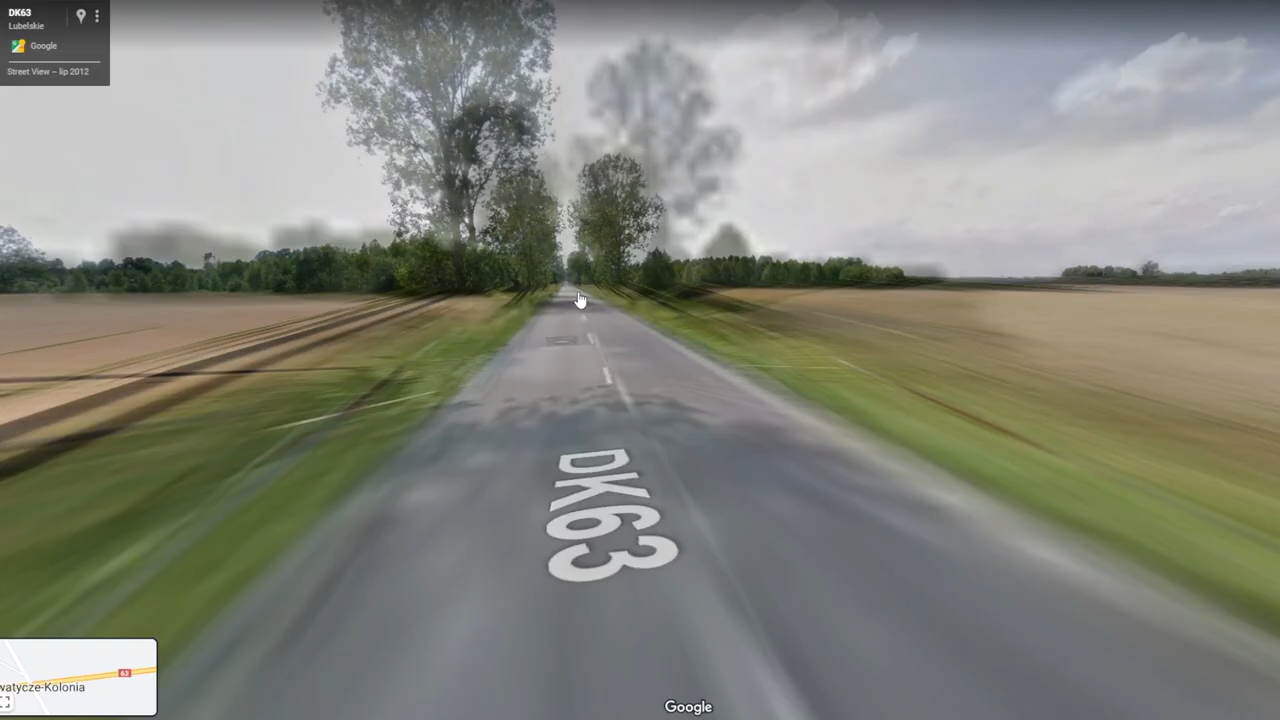 DK63
Lubelskie
Google
Street View – lip 2012
DK63
63
watycze-Kolonia
Google